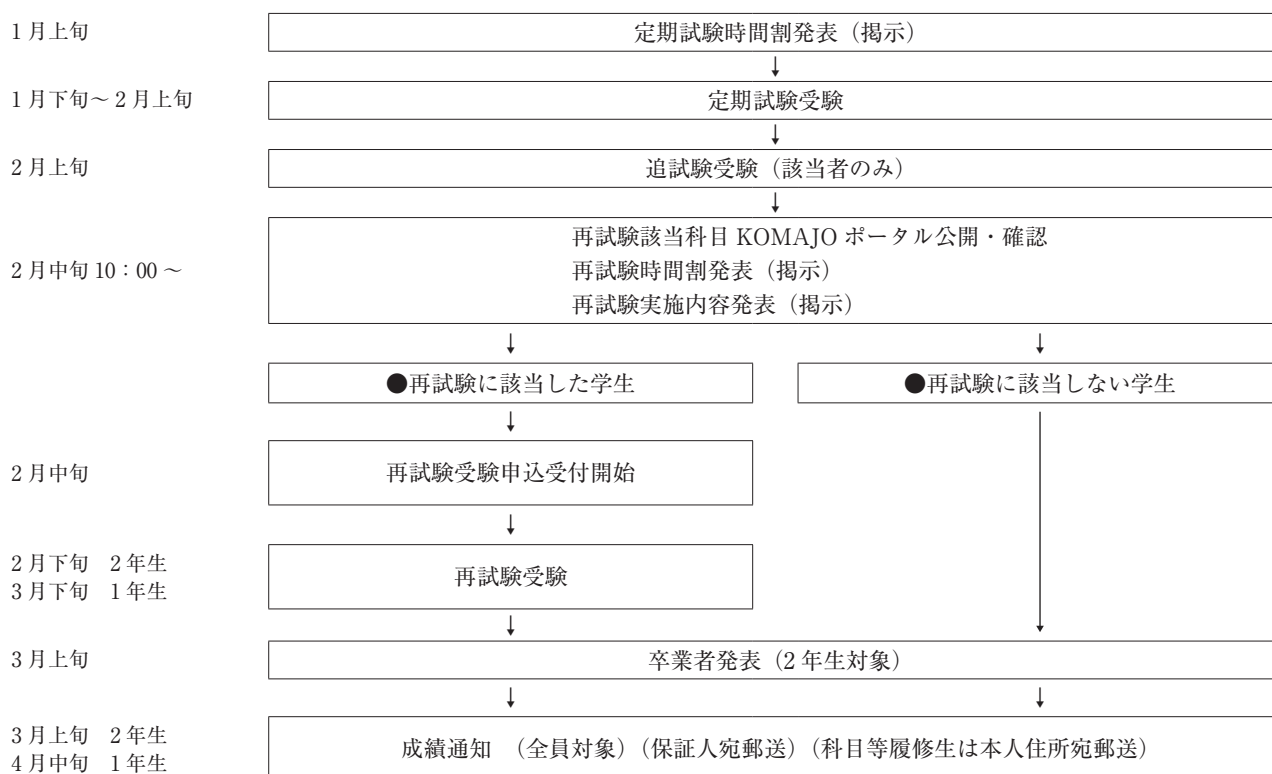 1月上旬
定期試験時間割発表（掲示）
↓
1月下旬～2月上旬
定期試験受験
↓
2月上旬
追試験受験（該当者のみ）
↓
2月中旬 10：00～
再試験該当科目 KOMAJO ポータル公開・確認
再試験時間割発表（掲示）
再試験実施内容発表（掲示）
↓ ↓
●再試験に該当した学生
●再試験に該当しない学生
↓
2月中旬
再試験受験申込受付開始
↓
2月下旬　2年生
3月下旬　1年生
再試験受験
↓ ↓
3月上旬
卒業者発表（2年生対象）
↓ ↓
3月上旬　2年生
4月中旬　1年生
成績通知　（全員対象）（保証人宛郵送）（科目等履修生は本人住所宛郵送）